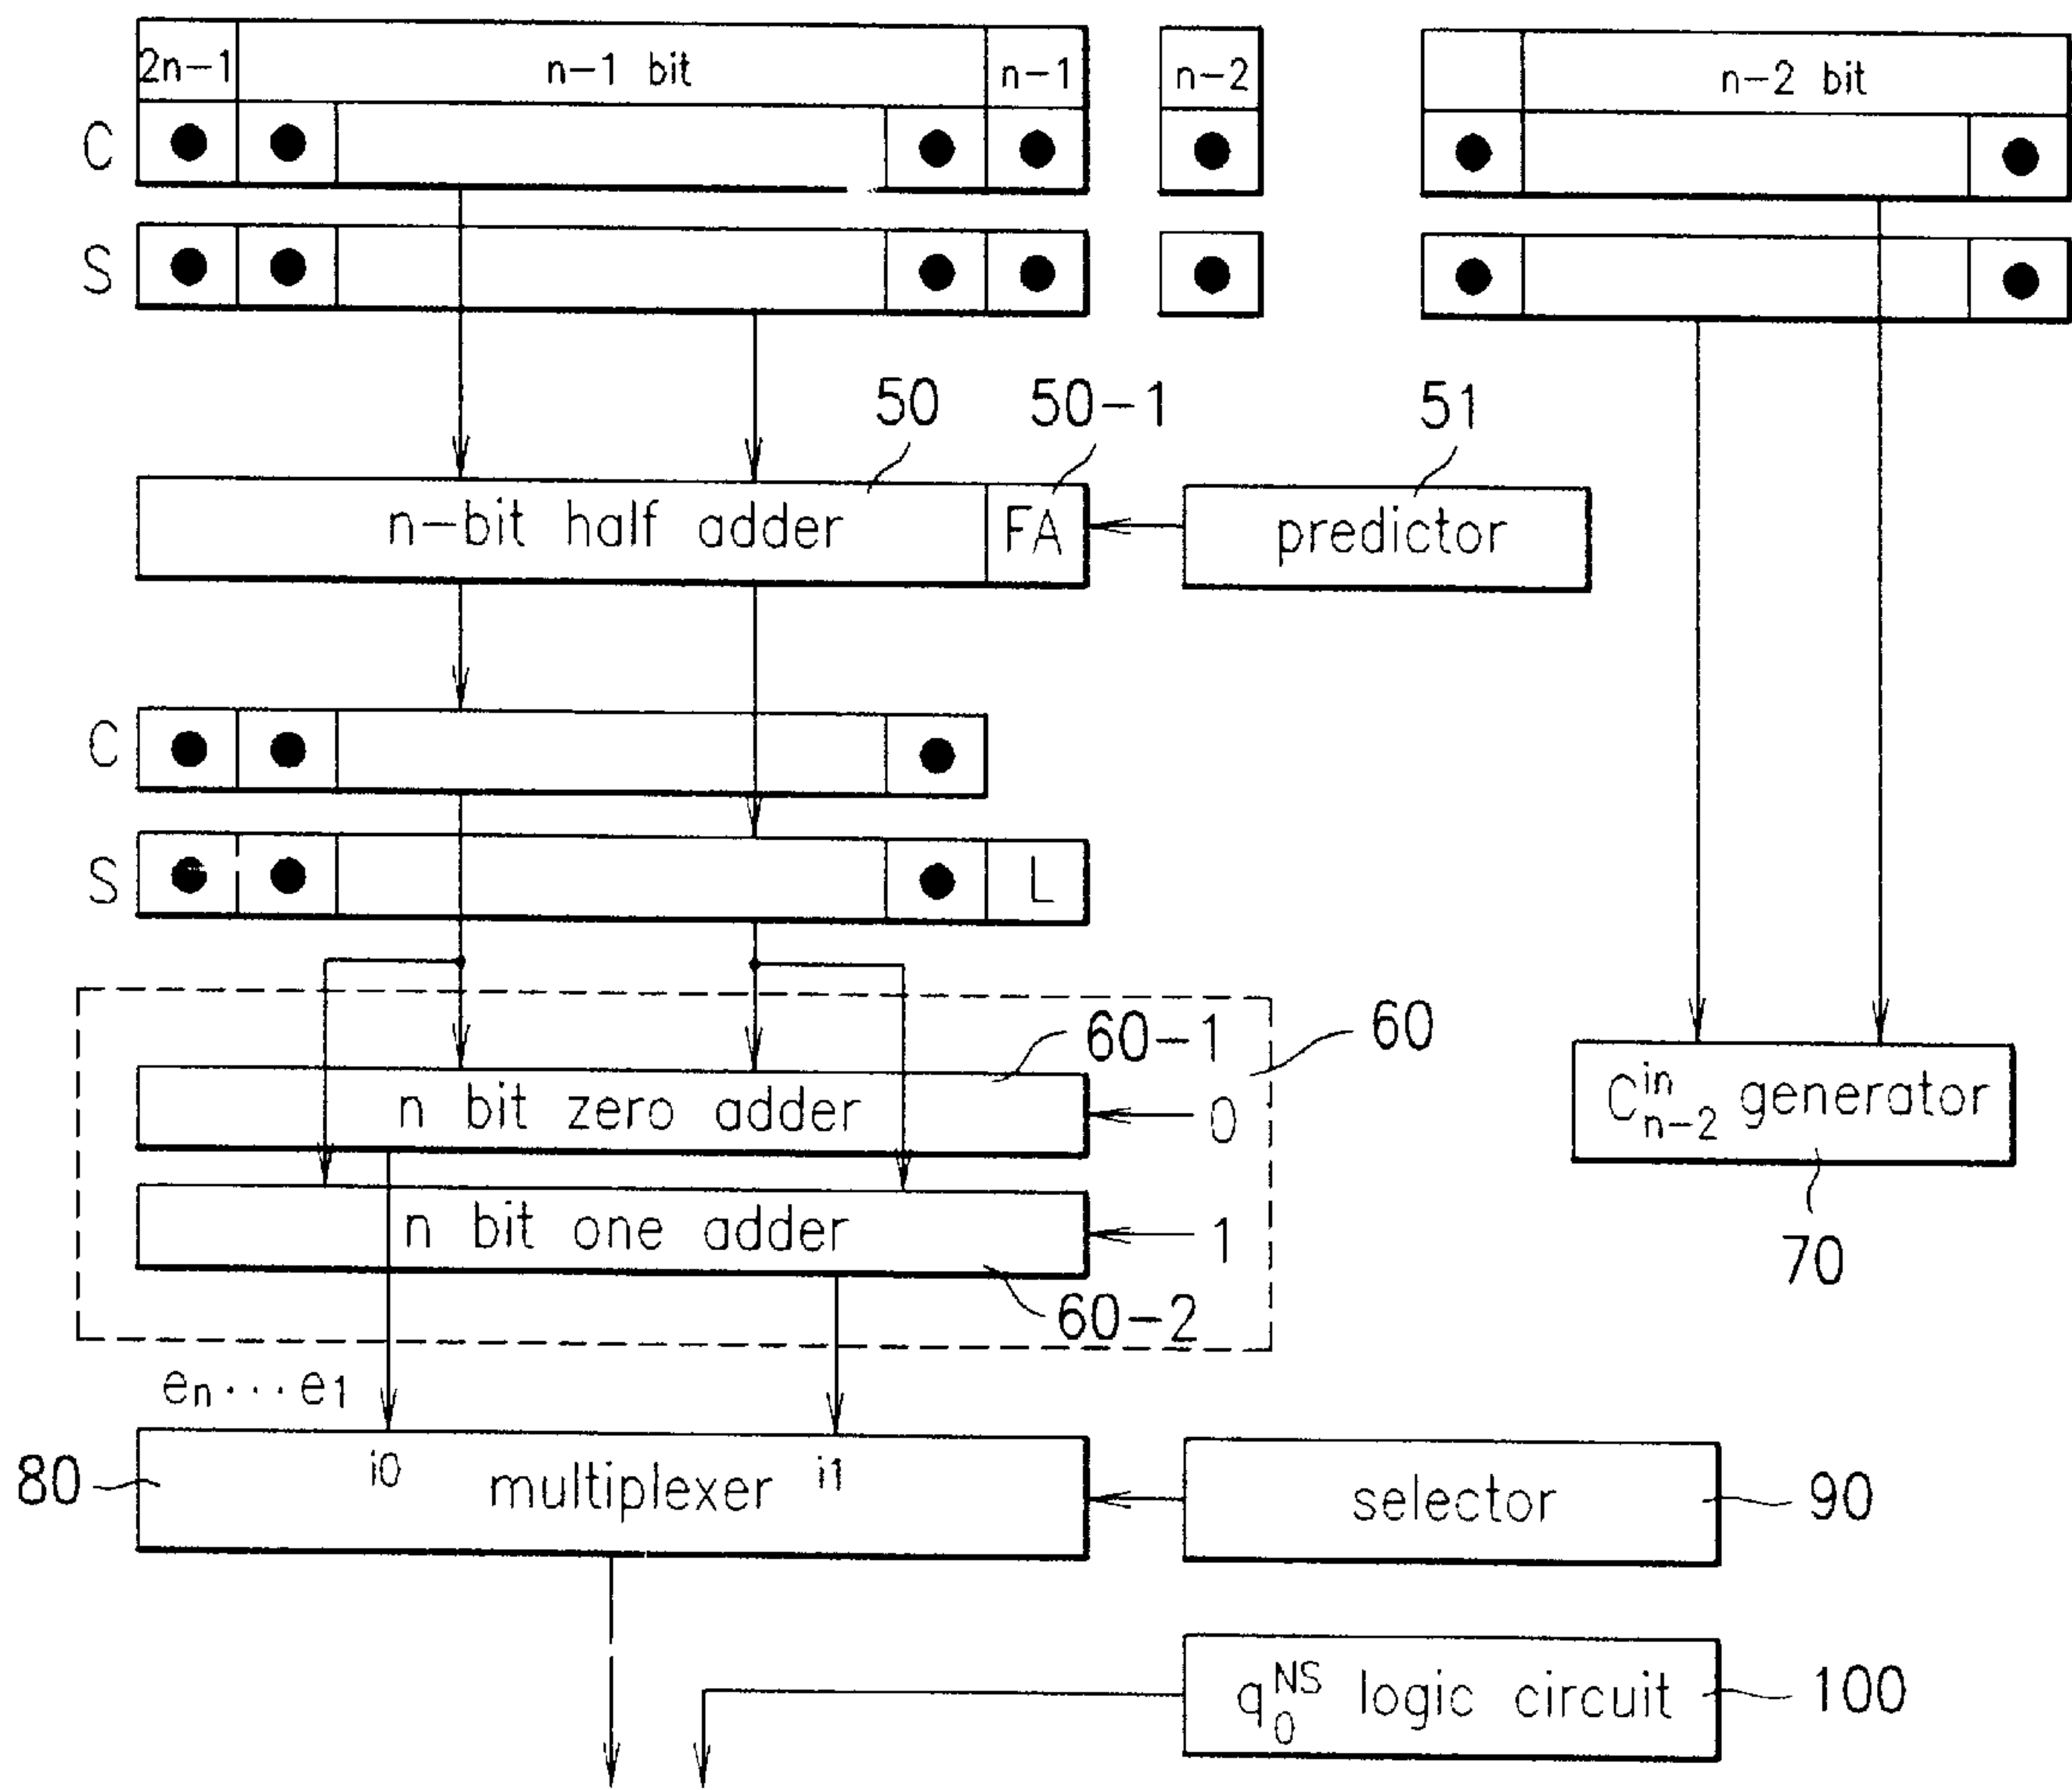 2n-1 n-1 bit n-1 n-2 n-2 bit
C
S
50 50-1 51
n-bit half adder FA predictor
C
S L
60-1 60
n bit zero adder 0
C^in_n-2 generator
n bit one adder 1
70
60-2
en···e1
80 i0 multiplexer i1 selector 90
q^NS_0 logic circuit 100